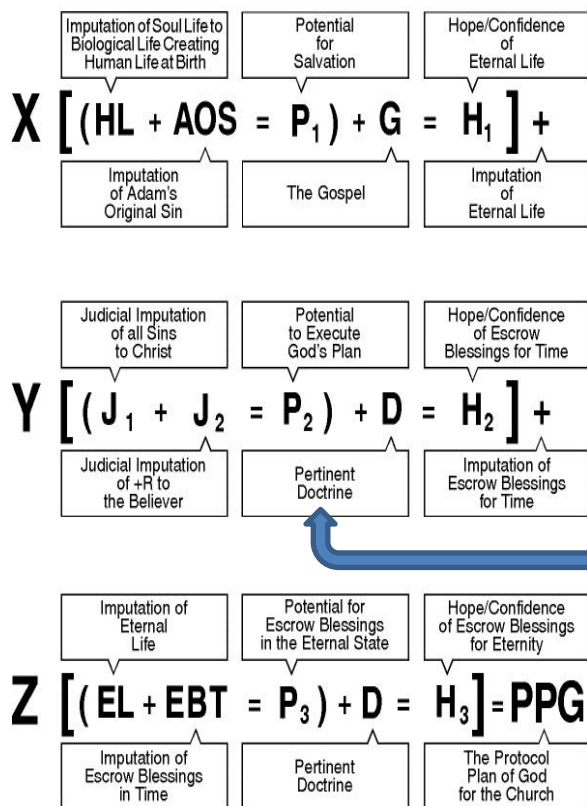 Imputation of Soul Life to
Biological Life Creating
Human Life at Birth
Potential
for
Salvation
Hope/Confidence
of
Eternal Life
X [(HL + AOS = P₁) + G = H₁] +
Imputation
of Adam's
Original Sin
The Gospel
Imputation
of
Eternal Life
Judicial Imputation
of all Sins
to Christ
Potential
to Execute
God's Plan
Hope/Confidence
of Escrow
Blessings for Time
Y [(J₁ + J₂ = P₂) + D = H₂] +
Judicial Imputation
of +R to
the Believer
Pertinent
Doctrine
Imputation of
Escrow Blessings
for Time
Imputation of
Eternal
Life
Potential for
Escrow Blessings
in the Eternal State
Hope/Confidence
of Escrow Blessings
for Eternity
Z [(EL + EBT = P₃) + D = H₃] = PPG
Imputation of
Escrow Blessings
in Time
Pertinent
Doctrine
The Protocol
Plan of God
for the Church